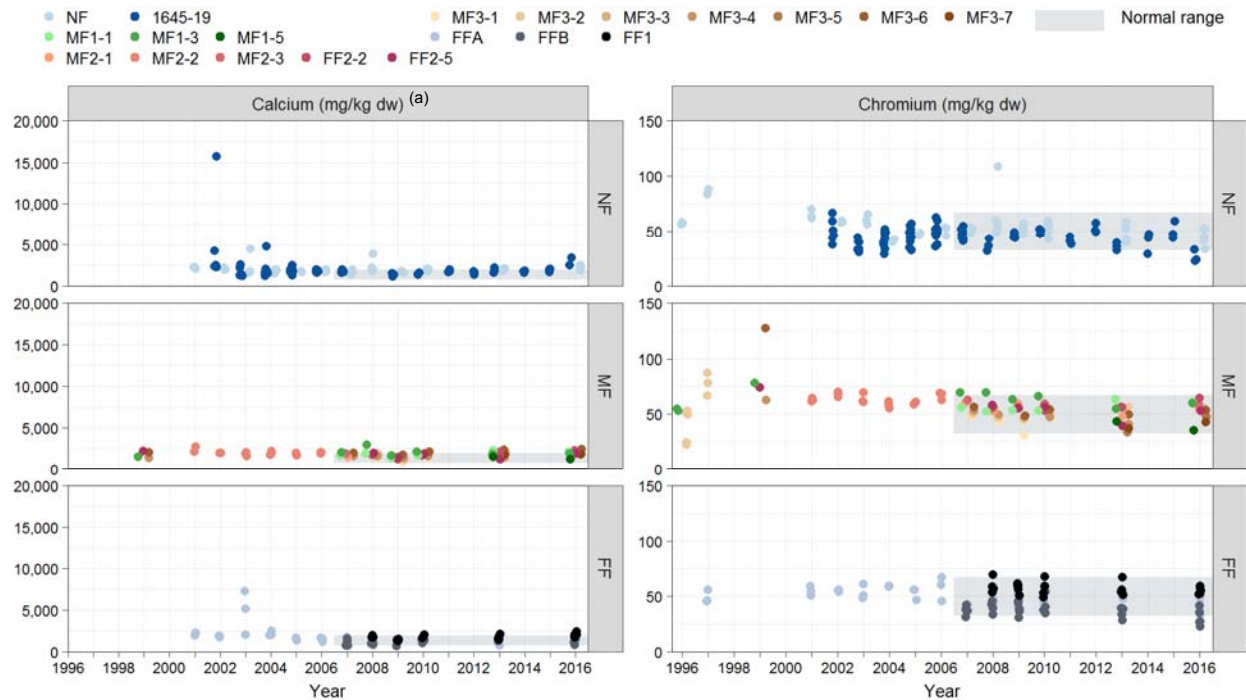 NF 1645-19 MF3-1 MF3-2 MF3-3 MF3-4 MF3-5 MF3-6 MF3-7 Normal range
MF1-1 MF1-3 MF1-5 FFA FFB FF1
MF2-1 MF2-2 MF2-3 FF2-2 FF2-5
Calcium (mg/kg dw) (a)
20,000
15,000
10,000
5,000
0
NF
20,000
15,000
10,000
5,000
0
MF
20,000
15,000
10,000
5,000
0
FF
1996 1998 2000 2002 2004 2006 2008 2010 2012 2014 2016
Year
Chromium (mg/kg dw)
150
100
50
0
NF
150
100
50
0
MF
150
100
50
0
FF
1996 1998 2000 2002 2004 2006 2008 2010 2012 2014 2016
Year